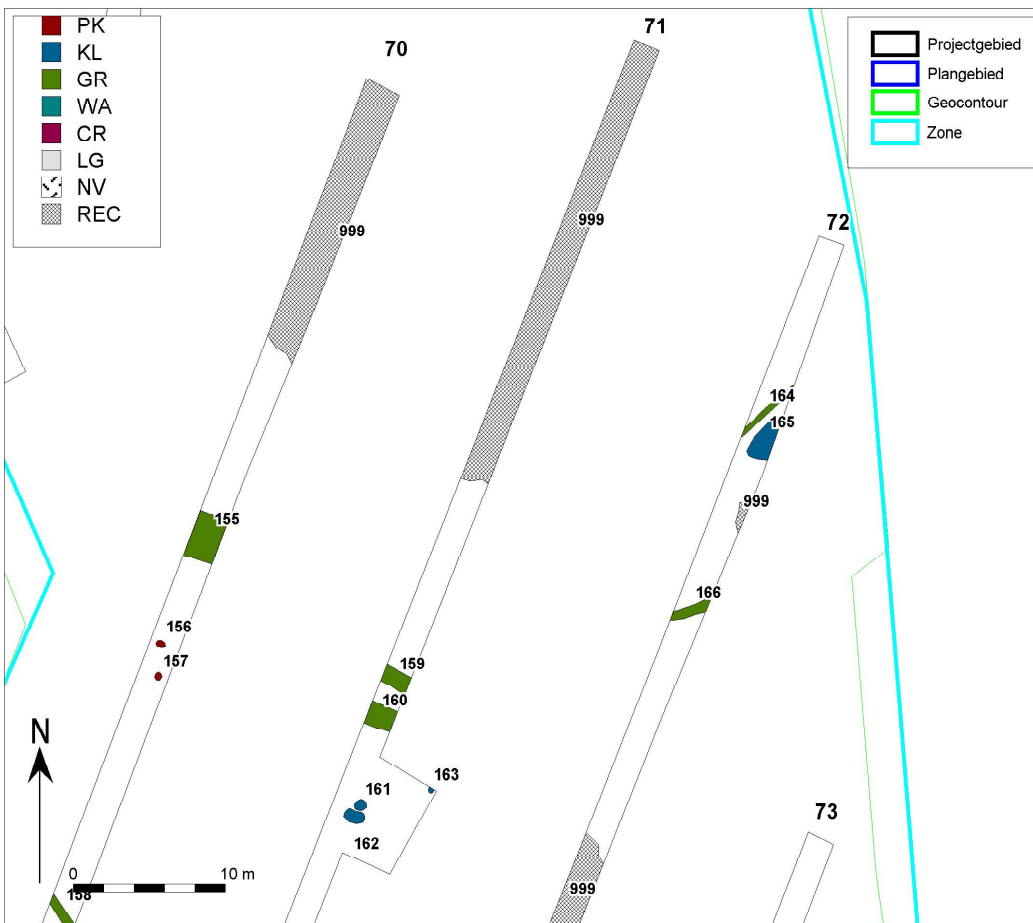 PK
KL
GR
WA
CR
LG
NV
REC
70
71
Projectgebied
Plangebied
Geocontour
Zone
999
999
72
164
165
155
999
166
156
157
159
160
163
161
162
73
N
0 10 m
158
999